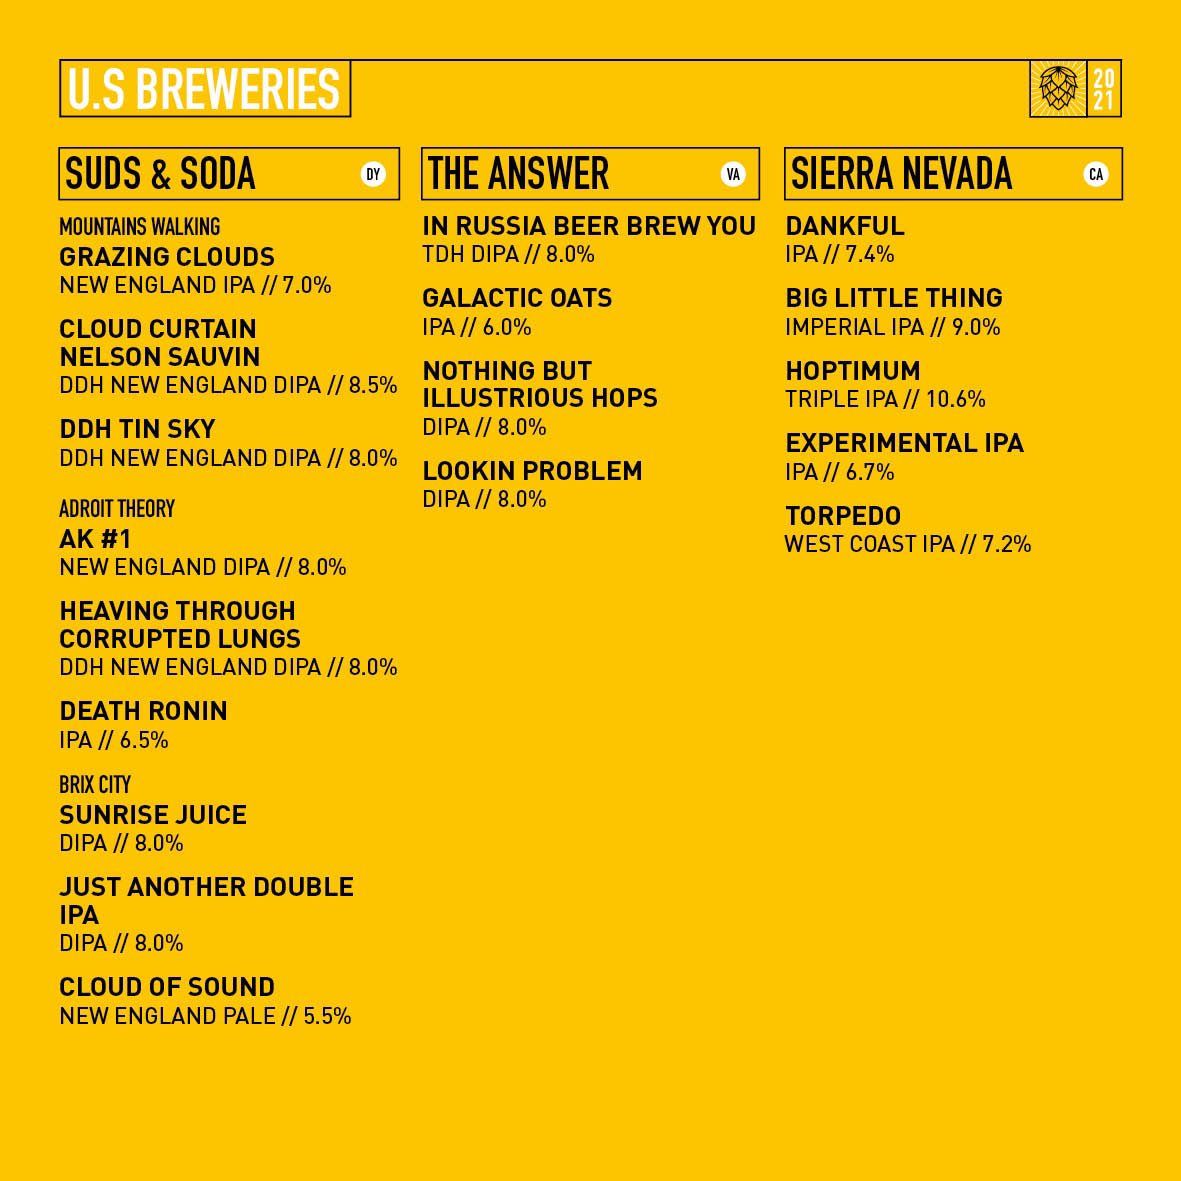 U.S BREWERIES
20
21
SUDS & SODA
DY
MOUNTAINS WALKING
GRAZING CLOUDS
NEW ENGLAND IPA // 7.0%
CLOUD CURTAIN
NELSON SAUVIN
DDH NEW ENGLAND DIPA // 8.5%
DDH TIN SKY
DDH NEW ENGLAND DIPA // 8.0%
ADROIT THEORY
AK #1
NEW ENGLAND DIPA // 8.0%
HEAVING THROUGH
CORRUPTED LUNGS
DDH NEW ENGLAND DIPA // 8.0%
DEATH RONIN
IPA // 6.5%
BRIX CITY
SUNRISE JUICE
DIPA // 8.0%
JUST ANOTHER DOUBLE
IPA
DIPA // 8.0%
CLOUD OF SOUND
NEW ENGLAND PALE // 5.5%
THE ANSWER
VA
IN RUSSIA BEER BREW YOU
TDH DIPA // 8.0%
GALACTIC OATS
IPA // 6.0%
NOTHING BUT
ILLUSTRIOUS HOPS
DIPA // 8.0%
LOOKIN PROBLEM
DIPA // 8.0%
SIERRA NEVADA
CA
DANKFUL
IPA // 7.4%
BIG LITTLE THING
IMPERIAL IPA // 9.0%
HOPTIMUM
TRIPLE IPA // 10.6%
EXPERIMENTAL IPA
IPA // 6.7%
TORPEDO
WEST COAST IPA // 7.2%